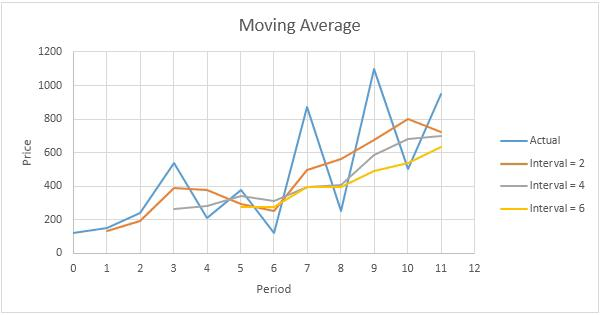 Moving Average
1200
1000
800
600
400
200
0
Price
0 1 2 3 4 5 6 7 8 9 10 11 12
Period
Actual
Interval = 2
Interval = 4
Interval = 6